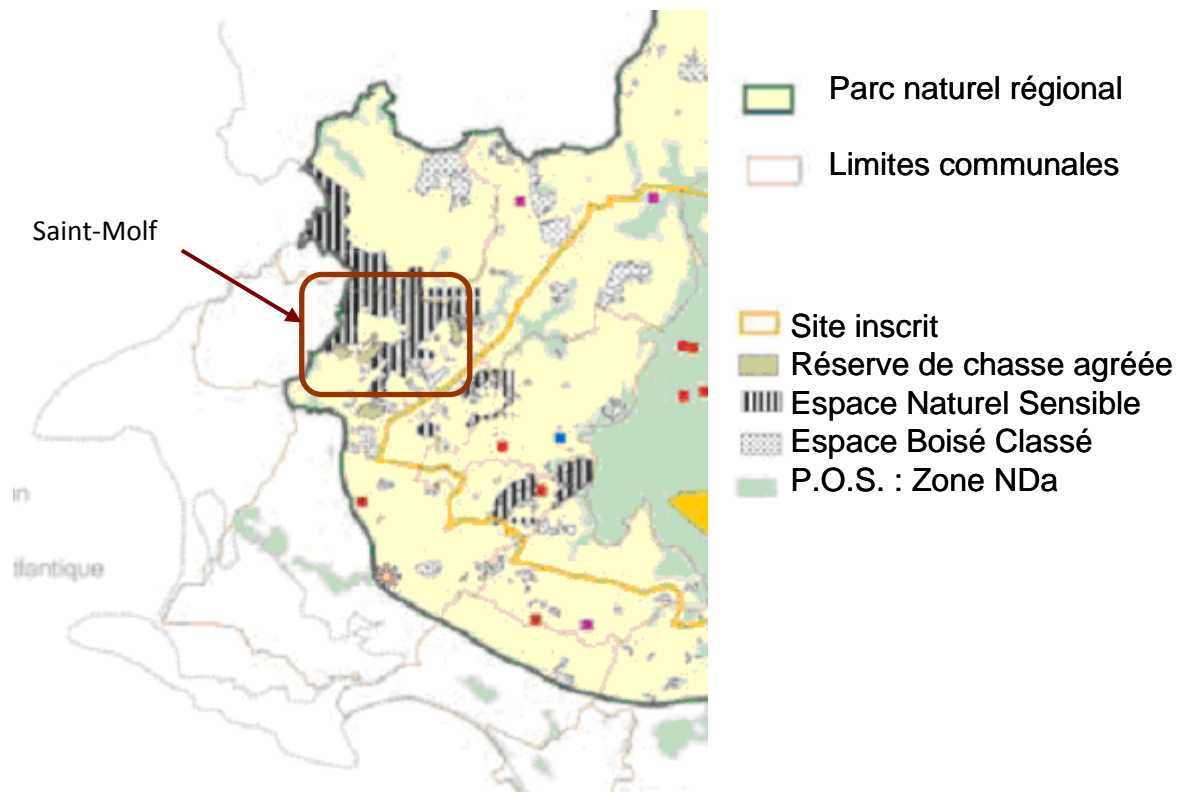 Parc naturel régional
Limites communales
Saint-Molf
Site inscrit
Réserve de chasse agréée
Espace Naturel Sensible
Espace Boisé Classé
P.O.S. : Zone NDa
tlantique